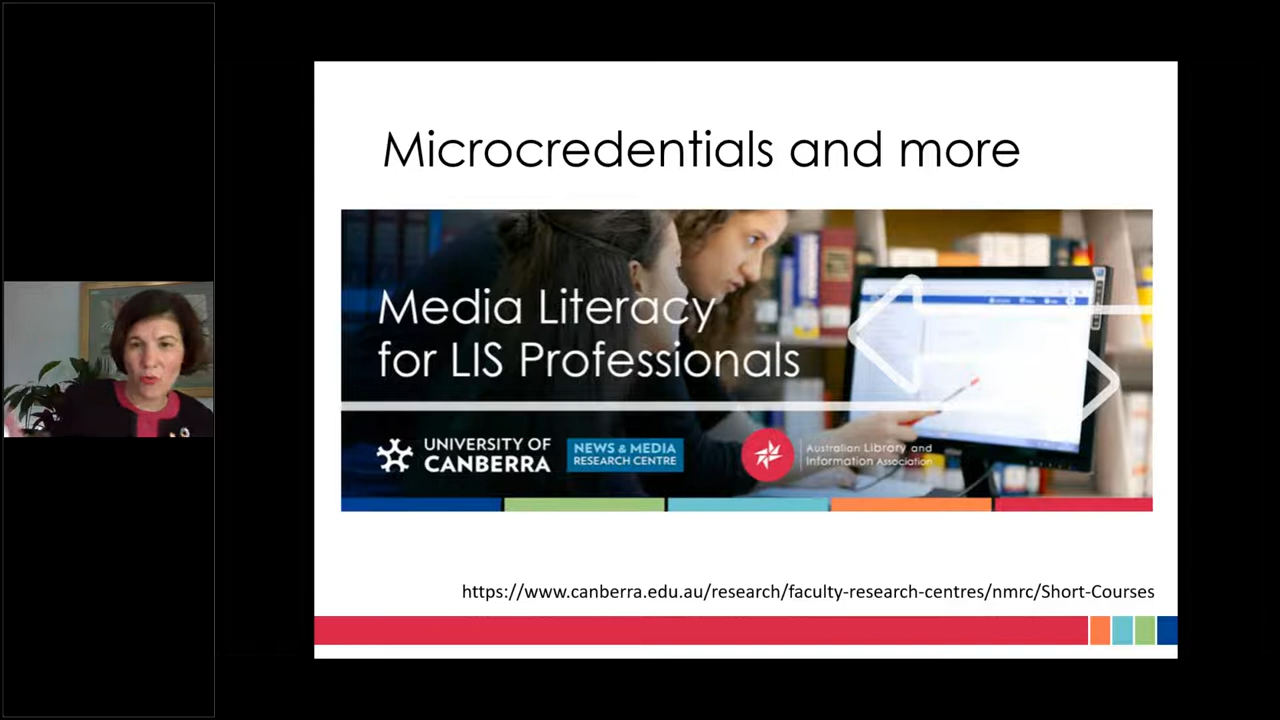 Microcredentials and more
Media Literacy
for LIS Professionals
UNIVERSITY OF
CANBERRA
NEWS & MEDIA
RESEARCH CENTRE
Australian Library and
Information Association
https://www.canberra.edu.au/research/faculty-research-centres/nmrc/Short-Courses